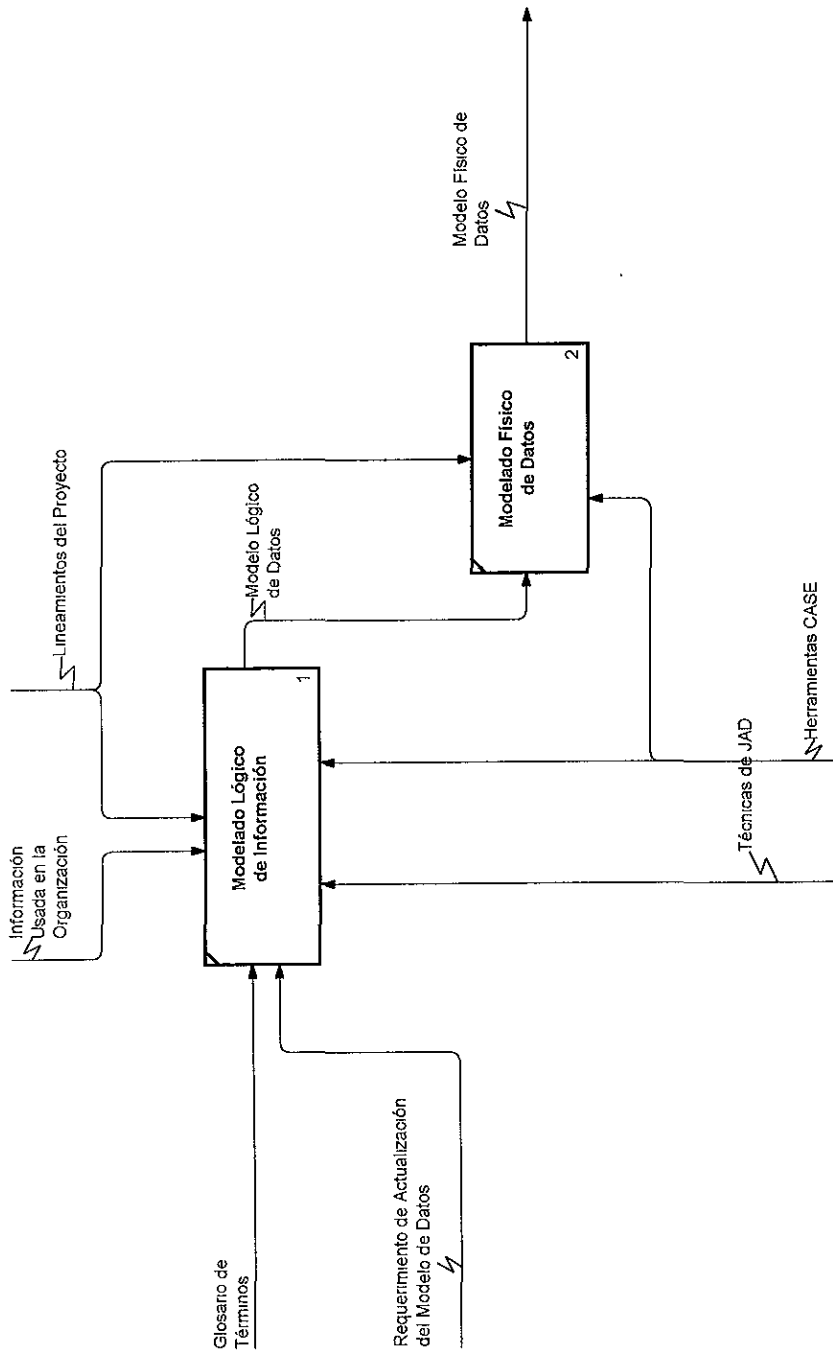 Información
Usada en la
Organización
Lineamientos del Proyecto
Glosario de
Términos
Requerimiento de Actualización
del Modelo de Datos
Modelado Lógico
de Información
1
Modelo Lógico
de Datos
Modelado Físico
de Datos
2
Modelo Físico de
Datos
Técnicas de JAD
Herramientas CASE